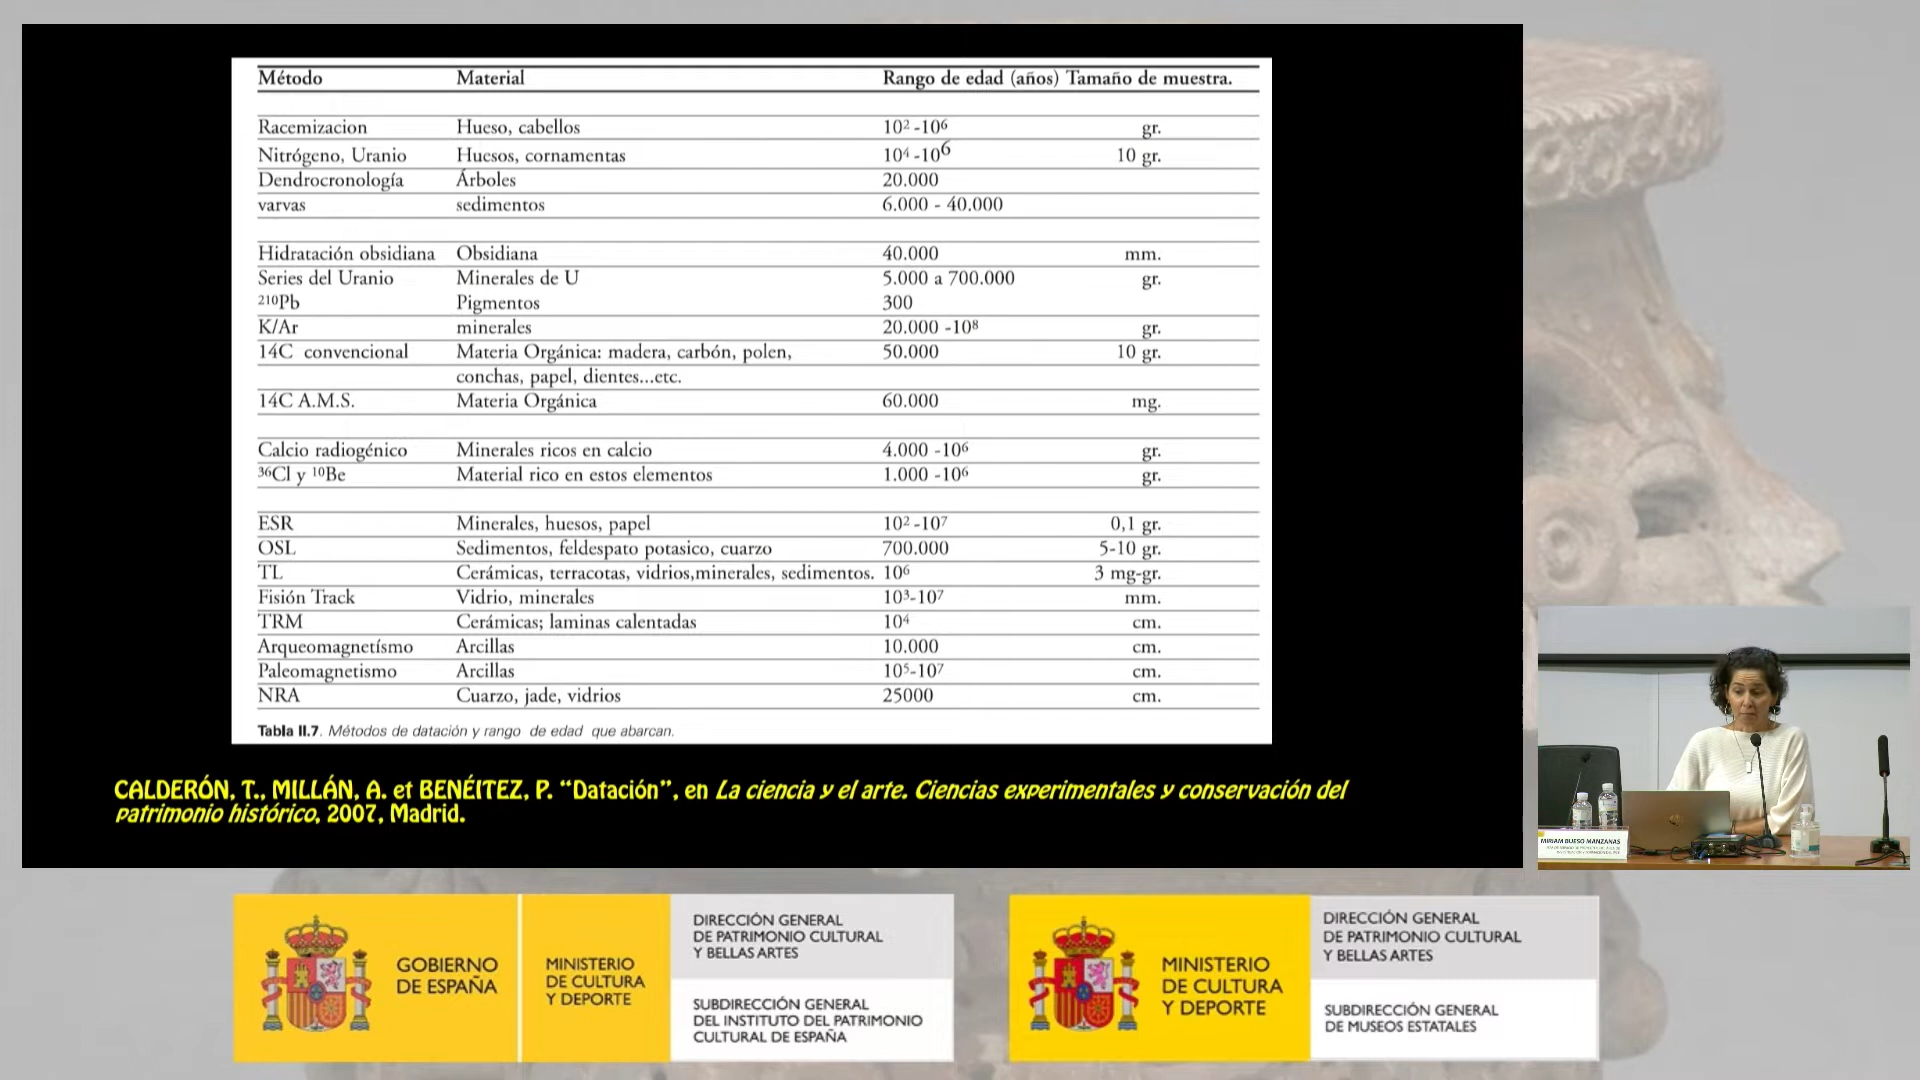 Método Material Rango de edad (años) Tamaño de muestra.
Racemizacion Hueso, cabellos 10² -10⁶ gr.
Nitrógeno, Uranio Huesos, cornamentas 10⁴ -10⁶ 10 gr.
Dendrocronología Árboles 20.000
varvas sedimentos 6.000 - 40.000
Hidratación obsidiana Obsidiana 40.000 mm.
Series del Uranio Minerales de U 5.000 a 700.000 gr.
²¹⁰Pb Pigmentos 300
K/Ar minerales 20.000 -10⁸ gr.
14C convencional Materia Orgánica: madera, carbón, polen, 50.000 10 gr.
conchas, papel, dientes...etc.
14C A.M.S. Materia Orgánica 60.000 mg.
Calcio radiogénico Minerales ricos en calcio 4.000 -10⁶ gr.
³⁶Cl y ¹⁰Be Material rico en estos elementos 1.000 -10⁶ gr.
ESR Minerales, huesos, papel 10² -10⁷ 0,1 gr.
OSL Sedimentos, feldespato potasico, cuarzo 700.000 5-10 gr.
TL Cerámicas, terracotas, vidrios,minerales, sedimentos. 10⁶ 3 mg-gr.
Fisión Track Vidrio, minerales 10³-10⁷ mm.
TRM Cerámicas; laminas calentadas 10⁴ cm.
Arqueomagnetísmo Arcillas 10.000 cm.
Paleomagnetismo Arcillas 10⁵-10⁷ cm.
NRA Cuarzo, jade, vidrios 25000 cm.
Tabla II.7. Métodos de datación y rango de edad que abarcan.
CALDERÓN, T., MILLÁN, A. et BENÉITEZ, P. “Datación”, en La ciencia y el arte. Ciencias experimentales y conservación del
patrimonio histórico, 2007, Madrid.
MIRIAM BUESO MANZANAS
GOBIERNO
DE ESPAÑA
MINISTERIO
DE CULTURA
Y DEPORTE
DIRECCIÓN GENERAL
DE PATRIMONIO CULTURAL
Y BELLAS ARTES
SUBDIRECCIÓN GENERAL
DEL INSTITUTO DEL PATRIMONIO
CULTURAL DE ESPAÑA
MINISTERIO
DE CULTURA
Y DEPORTE
DIRECCIÓN GENERAL
DE PATRIMONIO CULTURAL
Y BELLAS ARTES
SUBDIRECCIÓN GENERAL
DE MUSEOS ESTATALES